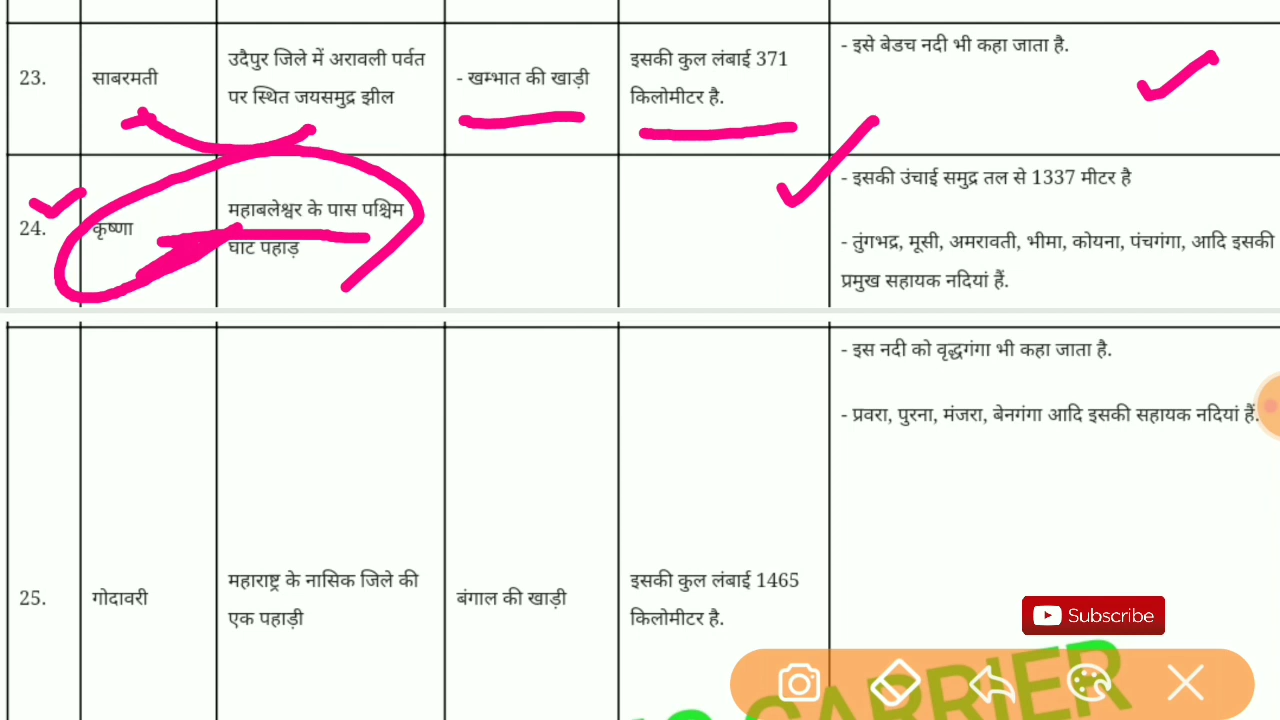 23.
साबरमती
उदैपुर जिले में अरावली पर्वत
पर स्थित जयसमुद्र झील
- खम्भात की खाड़ी
इसकी कुल लंबाई 371
किलोमीटर है.
- इसे बेडच नदी भी कहा जाता है.
24.
कृष्णा
महाबलेश्वर के पास पश्चिम
घाट पहाड़
- इसकी उंचाई समुद्र तल से 1337 मीटर है
- तुंगभद्र, मूसी, अमरावती, भीमा, कोयना, पंचगंगा, आदि इसकी
प्रमुख सहायक नदियां हैं.
25.
गोदावरी
महाराष्ट्र के नासिक जिले की
एक पहाड़ी
बंगाल की खाड़ी
इसकी कुल लंबाई 1465
किलोमीटर है.
- इस नदी को वृद्धगंगा भी कहा जाता है.
- प्रवरा, पुरना, मंजरा, बेनगंगा आदि इसकी सहायक नदियां हैं.
Subscribe
CARRIER